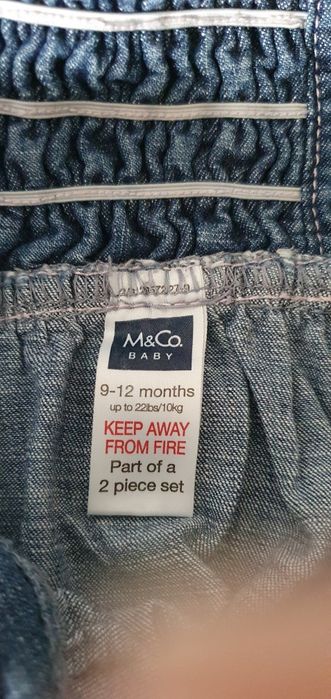 M&Co.
BABY
9-12 months
up to 22lbs/10kg
KEEP AWAY
FROM FIRE
Part of a
2 piece set